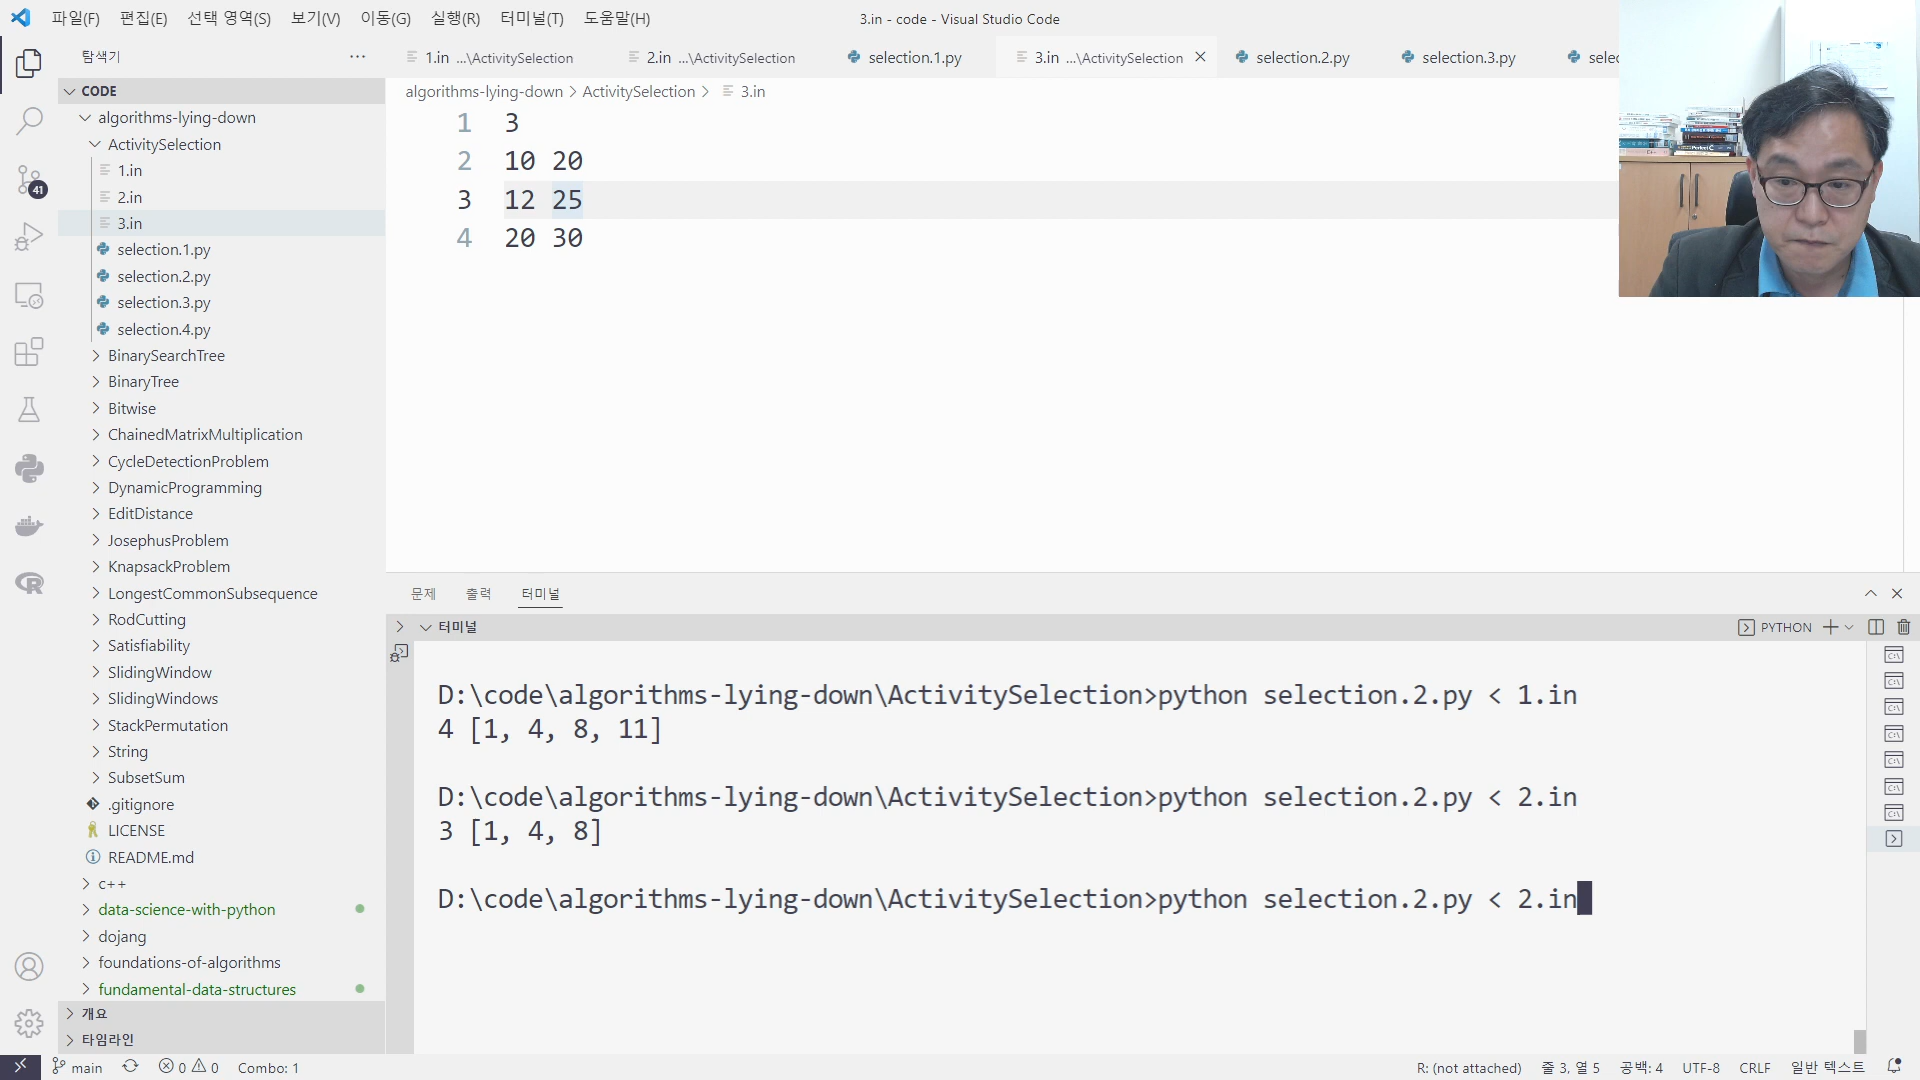 파일(F) 편집(E) 선택 영역(S) 보기(V) 이동(G) 실행(R) 터미널(T) 도움말(H)
3.in - code - Visual Studio Code
탐색기
1.in ...\ActivitySelection
2.in ...\ActivitySelection
selection.1.py
3.in ...\ActivitySelection
selection.2.py
selection.3.py
selec
algorithms-lying-down > ActivitySelection > 3.in
1 3
2 10 20
3 12 25
4 20 30
CODE
algorithms-lying-down
ActivitySelection
1.in
2.in
3.in
selection.1.py
selection.2.py
selection.3.py
selection.4.py
BinarySearchTree
BinaryTree
Bitwise
ChainedMatrixMultiplication
CycleDetectionProblem
DynamicProgramming
EditDistance
JosephusProblem
KnapsackProblem
LongestCommonSubsequence
RodCutting
Satisfiability
SlidingWindow
SlidingWindows
StackPermutation
String
SubsetSum
.gitignore
LICENSE
README.md
c++
data-science-with-python
dojang
foundations-of-algorithms
fundamental-data-structures
개요
타임라인
41
문제 출력 터미널
터미널
PYTHON
D:\code\algorithms-lying-down\ActivitySelection>python selection.2.py < 1.in
4 [1, 4, 8, 11]
D:\code\algorithms-lying-down\ActivitySelection>python selection.2.py < 2.in
3 [1, 4, 8]
D:\code\algorithms-lying-down\ActivitySelection>python selection.2.py < 2.in
main 0 0 Combo: 1
R: (not attached) 줄 3, 열 5 공백: 4 UTF-8 CRLF 일반 텍스트